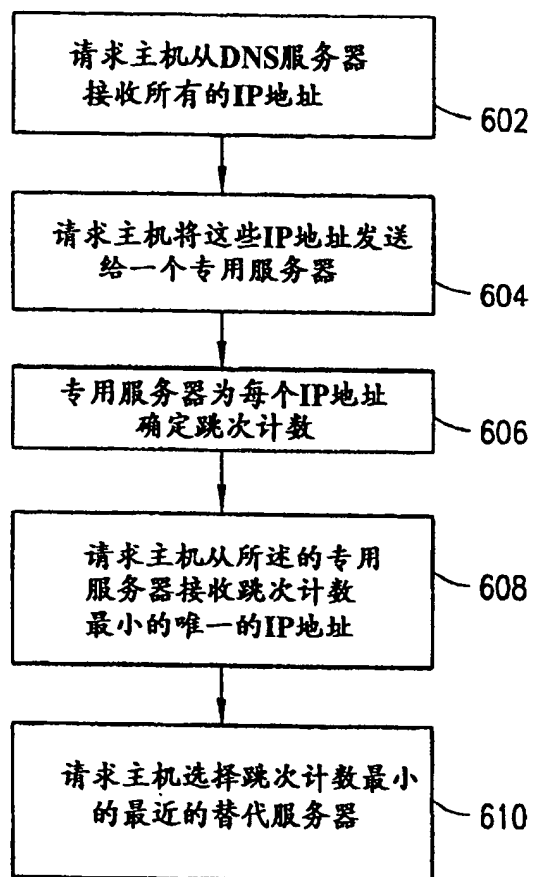 请求主机从DNS服务器
接收所有的IP地址
602
请求主机将这些IP地址发送
给一个专用服务器
604
专用服务器为每个IP地址
确定跳次计数
606
请求主机从所述的专用
服务器接收跳次计数
最小的唯一的IP地址
608
请求主机选择跳次计数最小
的最近的替代服务器
610